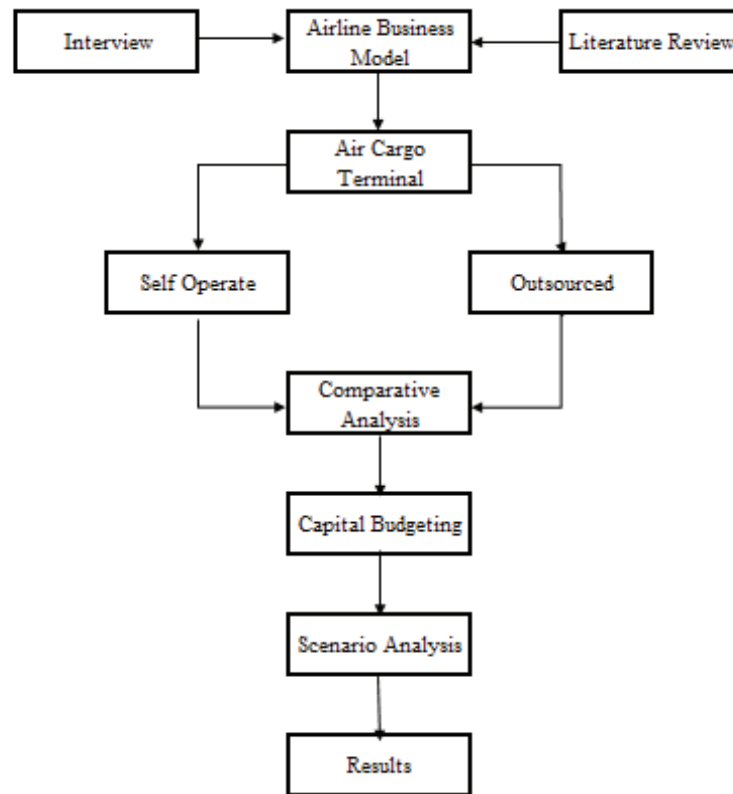 Interview
Airline Business
Model
Literature Review
Air Cargo
Terminal
Self Operate
Outsourced
Comparative
Analysis
Capital Budgeting
Scenario Analysis
Results